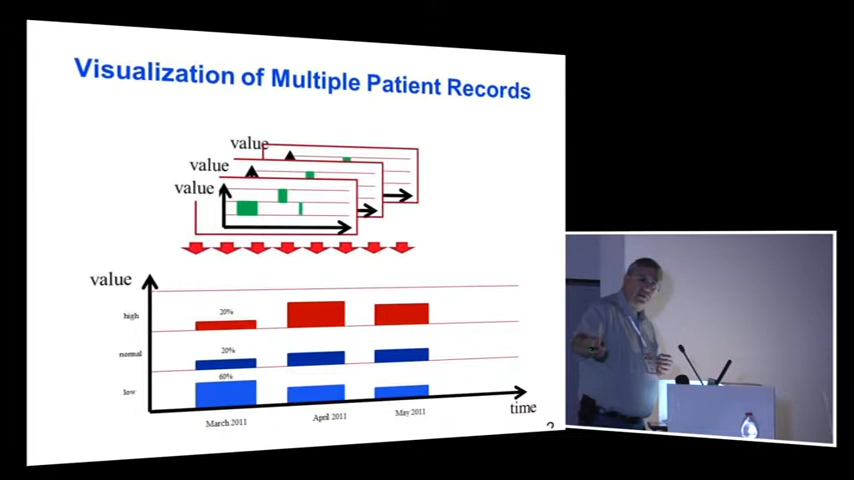 Visualization of Multiple Patient Records
value
value
value
value
high
20%
normal
20%
60%
low
March 2011
April 2011
May 2011
time
2